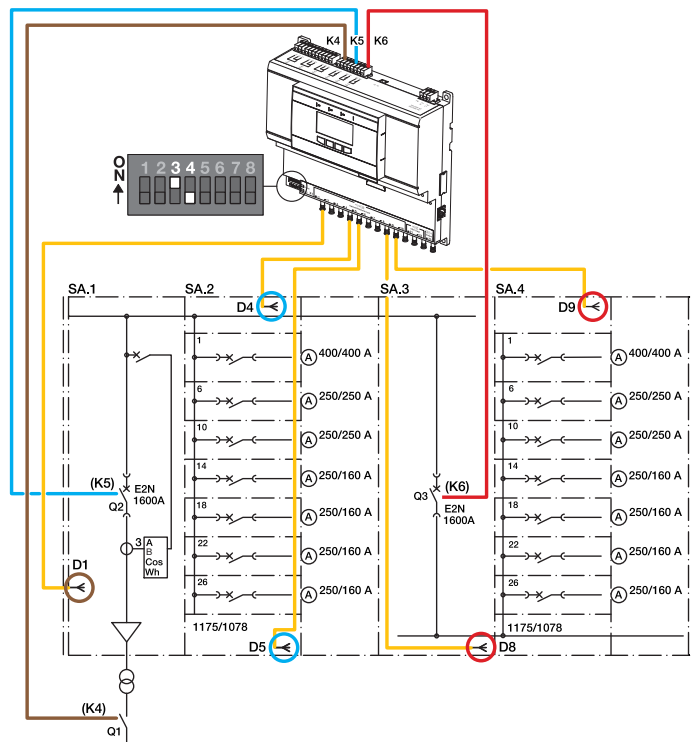 K4 K5 K6
ON
1 2 3 4 5 6 7 8
SA.1 SA.2 SA.3 SA.4
D4 D9
1 400/400 A 1 400/400 A
A A
6 250/250 A 6 250/250 A
A A
10 250/250 A 10 250/250 A
A A
14 250/160 A 14 250/160 A
A A
(K5) E2N 1600A
Q2
(K6)
Q3
E2N 1600A
18 250/160 A 18 250/160 A
A A
3 A
B
Cos
Wh
22 250/160 A 22 250/160 A
A A
D1
26 250/160 A 26 250/160 A
A A
1175/1078 1175/1078
D5 D8
(K4)
Q1